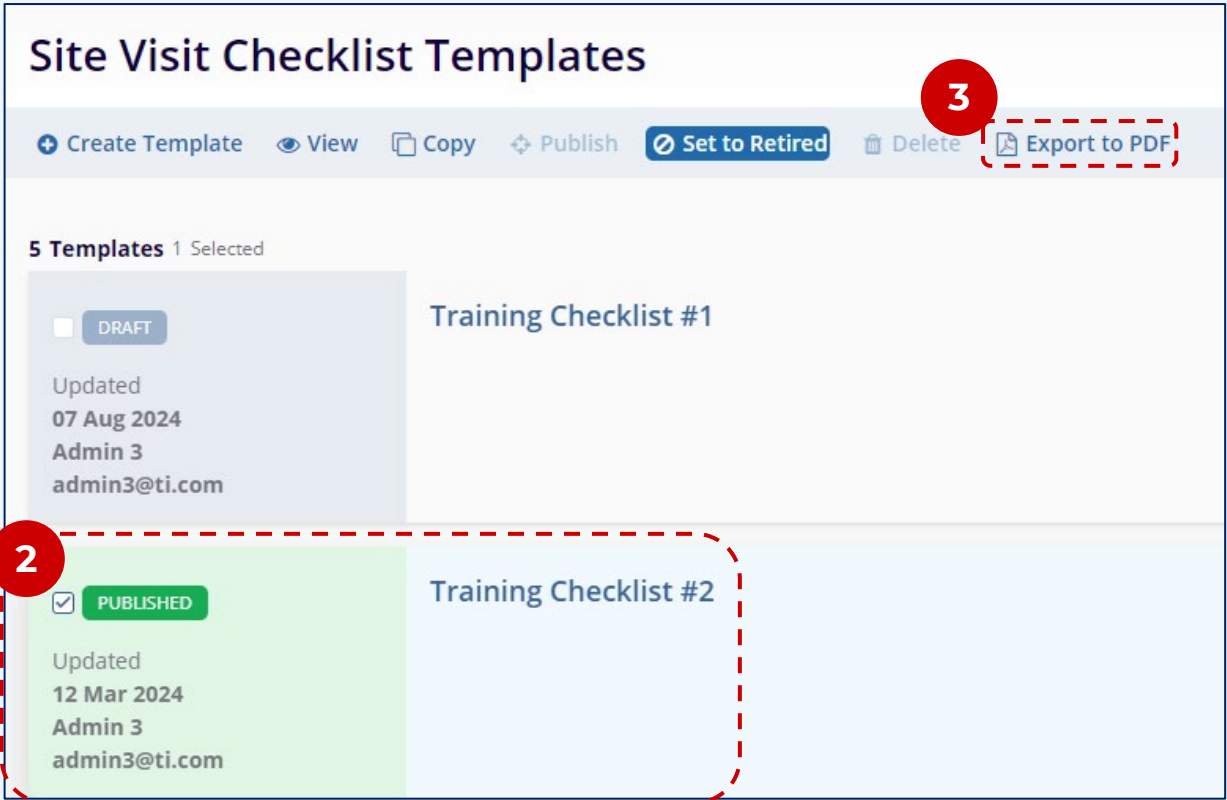 Site Visit Checklist Templates
3
Create Template View Copy Publish Set to Retired Delete Export to PDF
5 Templates 1 Selected
DRAFT
Training Checklist #1
Updated
07 Aug 2024
Admin 3
admin3@ti.com
2
PUBLISHED
Training Checklist #2
Updated
12 Mar 2024
Admin 3
admin3@ti.com